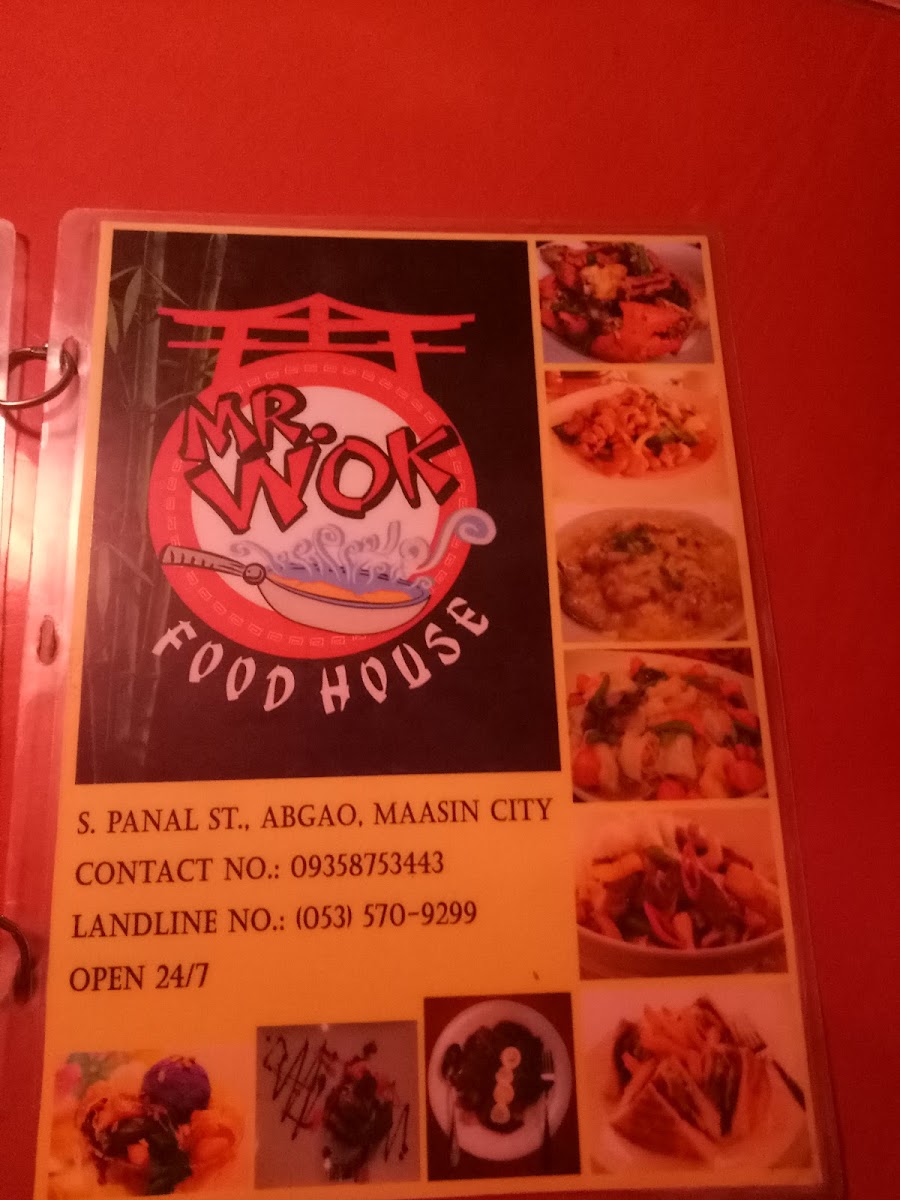 MR.
WOK
FOOD HOUSE
S. PANAL ST., ABGAO, MAASIN CITY
CONTACT NO.: 09358753443
LANDLINE NO.: (053) 570-9299
OPEN 24/7